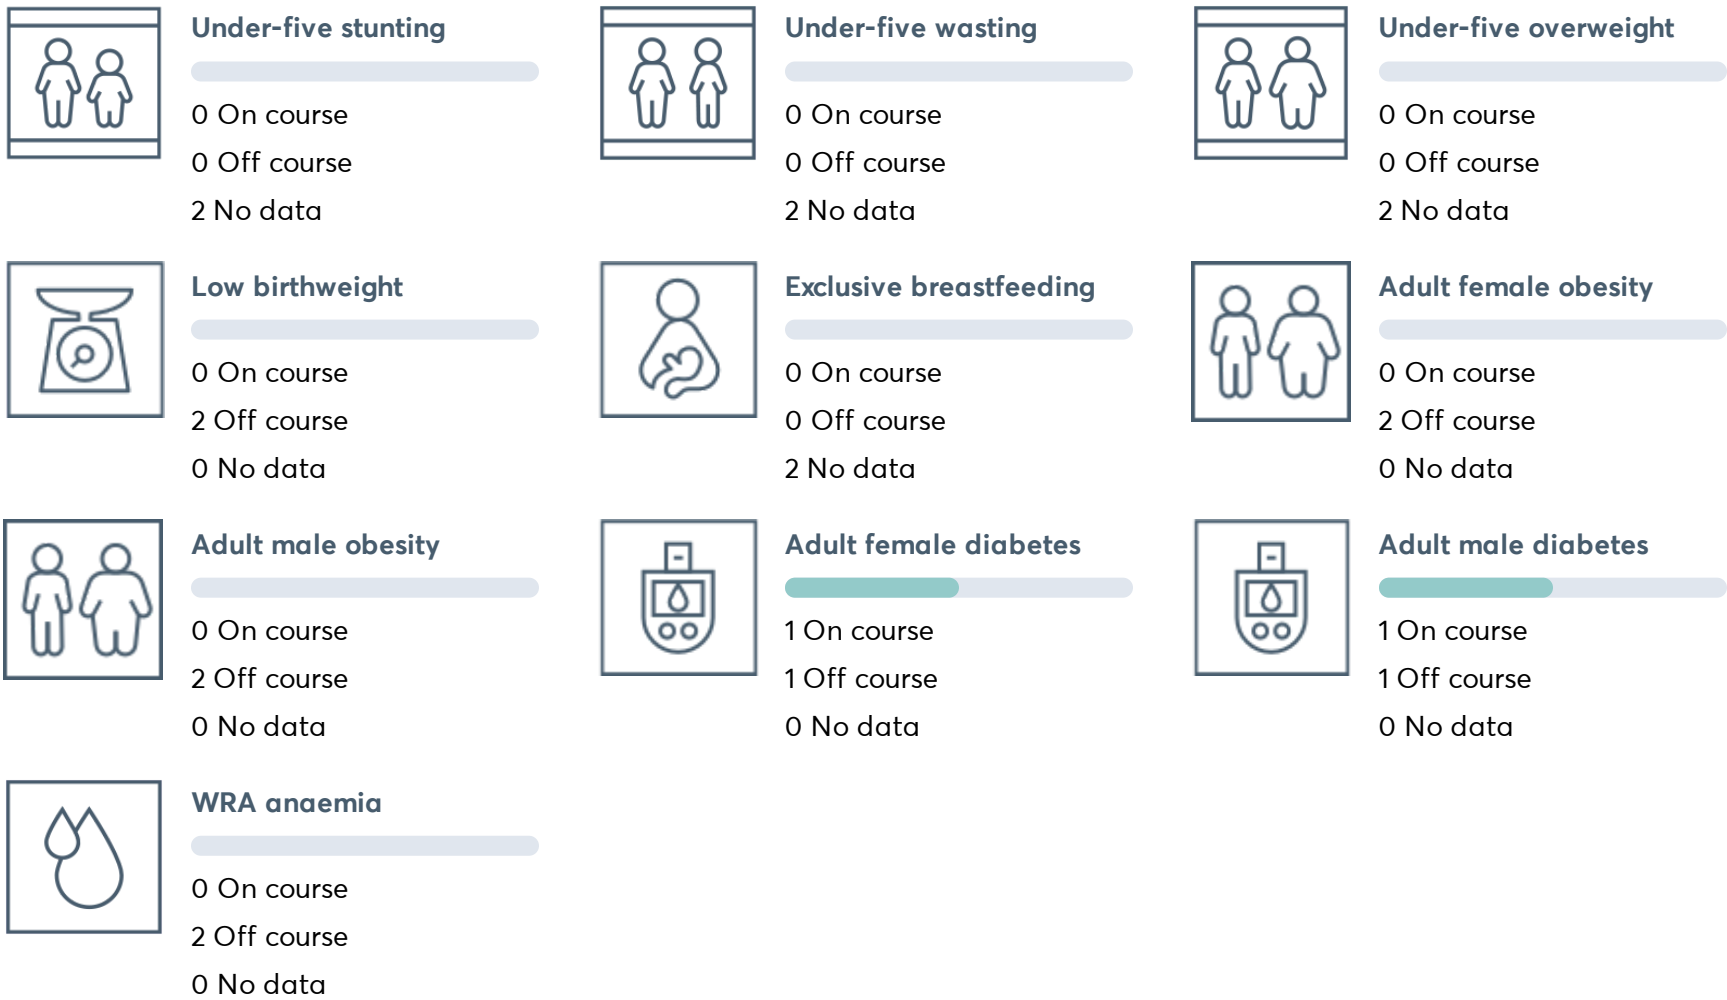 Under-five stunting
0 On course
0 Off course
2 No data
Under-five wasting
0 On course
0 Off course
2 No data
Under-five overweight
0 On course
0 Off course
2 No data
Low birthweight
0 On course
2 Off course
0 No data
Exclusive breastfeeding
0 On course
0 Off course
2 No data
Adult female obesity
0 On course
2 Off course
0 No data
Adult male obesity
0 On course
2 Off course
0 No data
Adult female diabetes
1 On course
1 Off course
0 No data
Adult male diabetes
1 On course
1 Off course
0 No data
WRA anaemia
0 On course
2 Off course
0 No data